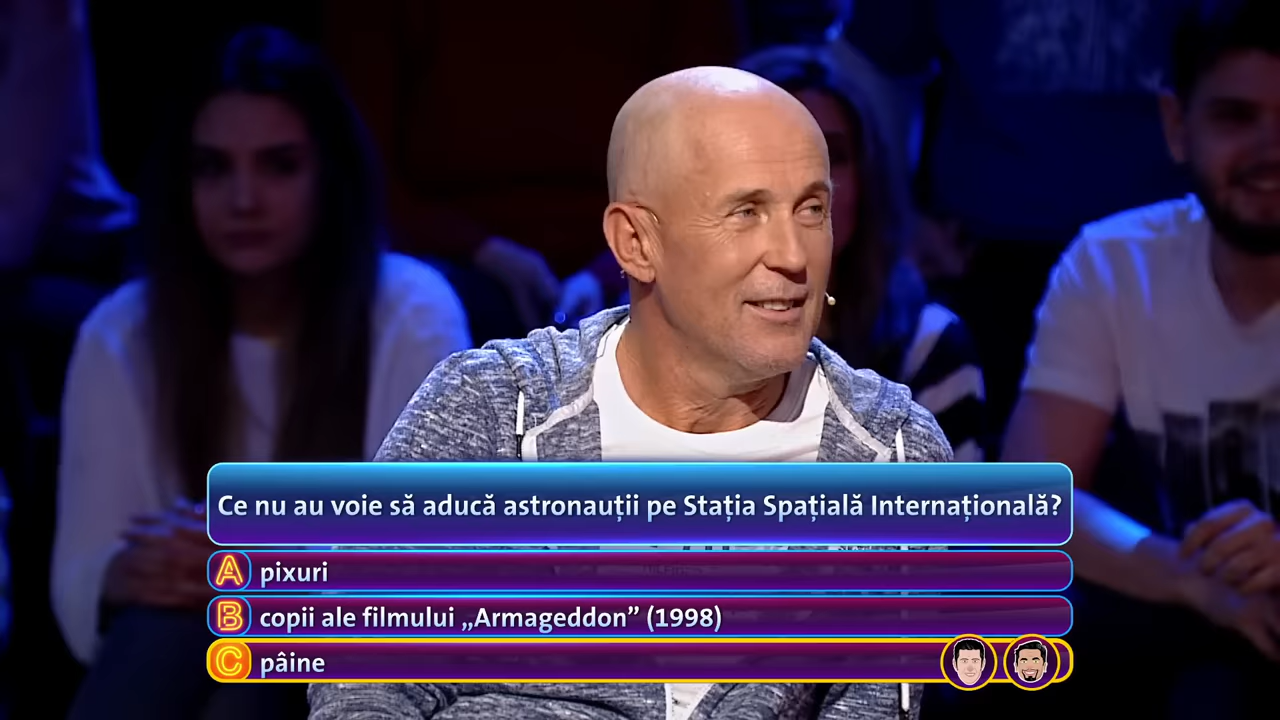 Ce nu au voie să aducă astronauții pe Stația Spațială Internațională?
A pixuri
B copii ale filmului „Armageddon” (1998)
C pâine